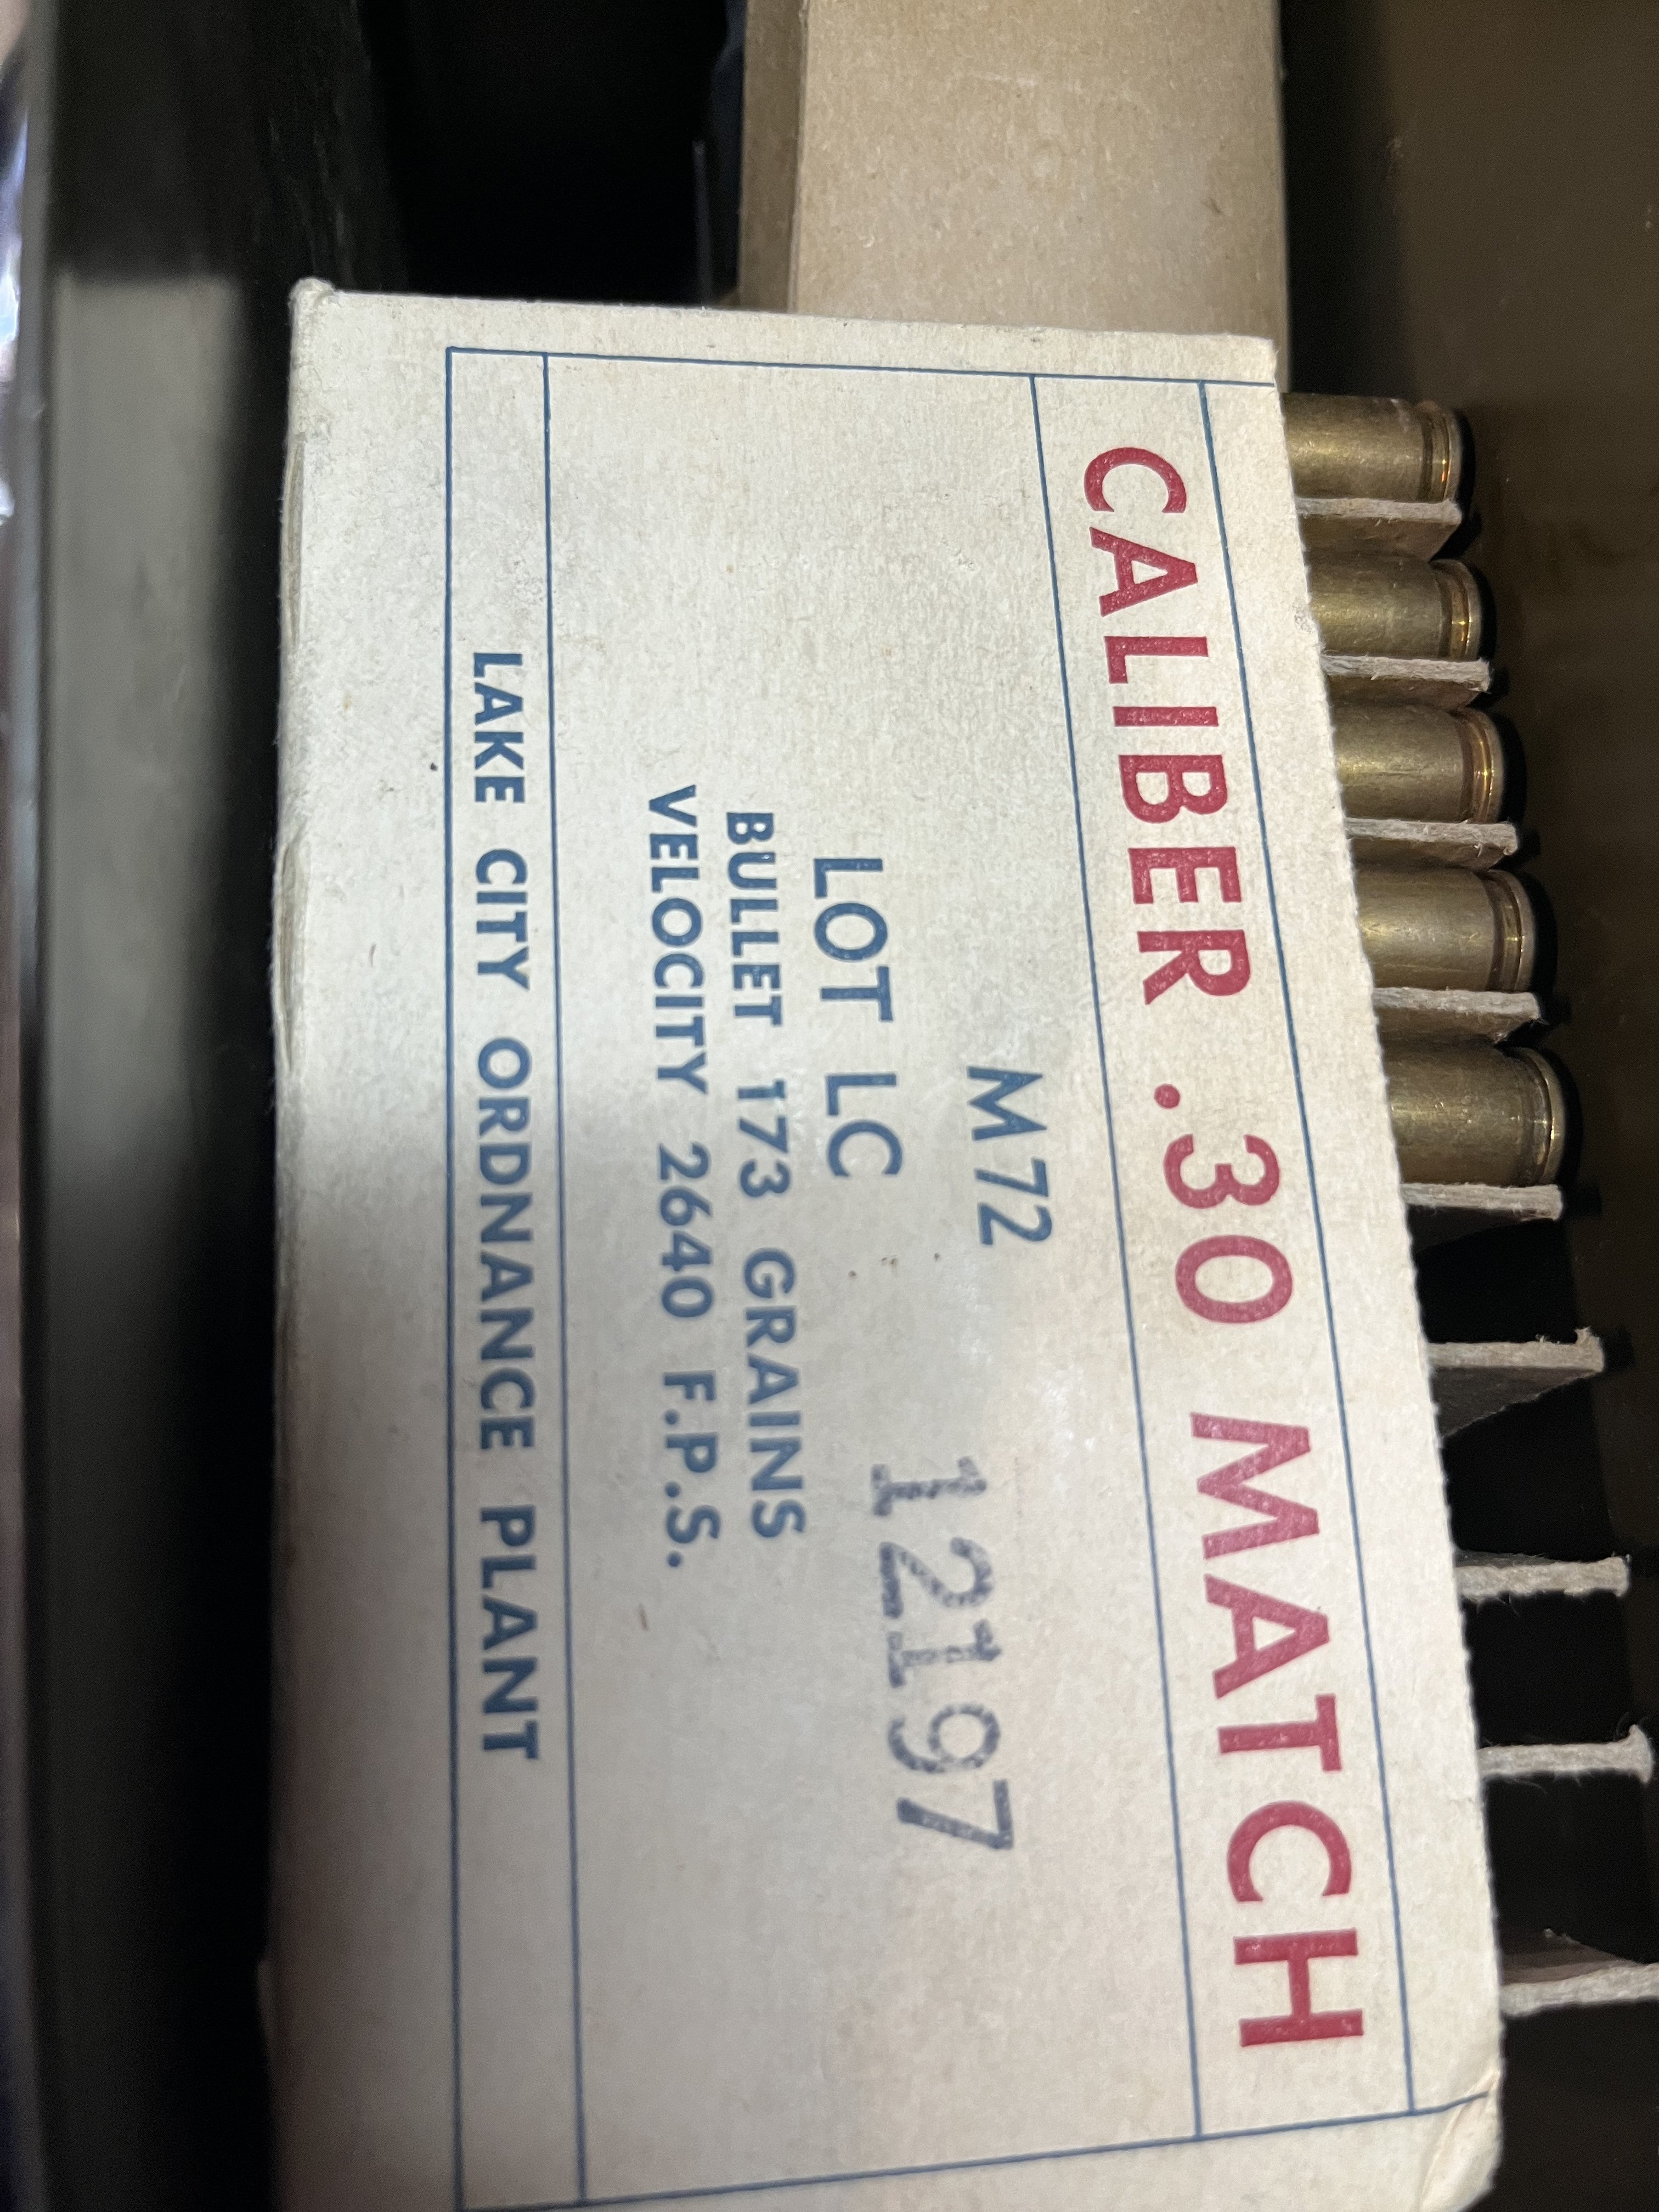 CALIBER .30 MATCH
M72
LOT LC 12197
BULLET 173 GRAINS
VELOCITY 2640 F.P.S.
LAKE CITY ORDNANCE PLANT